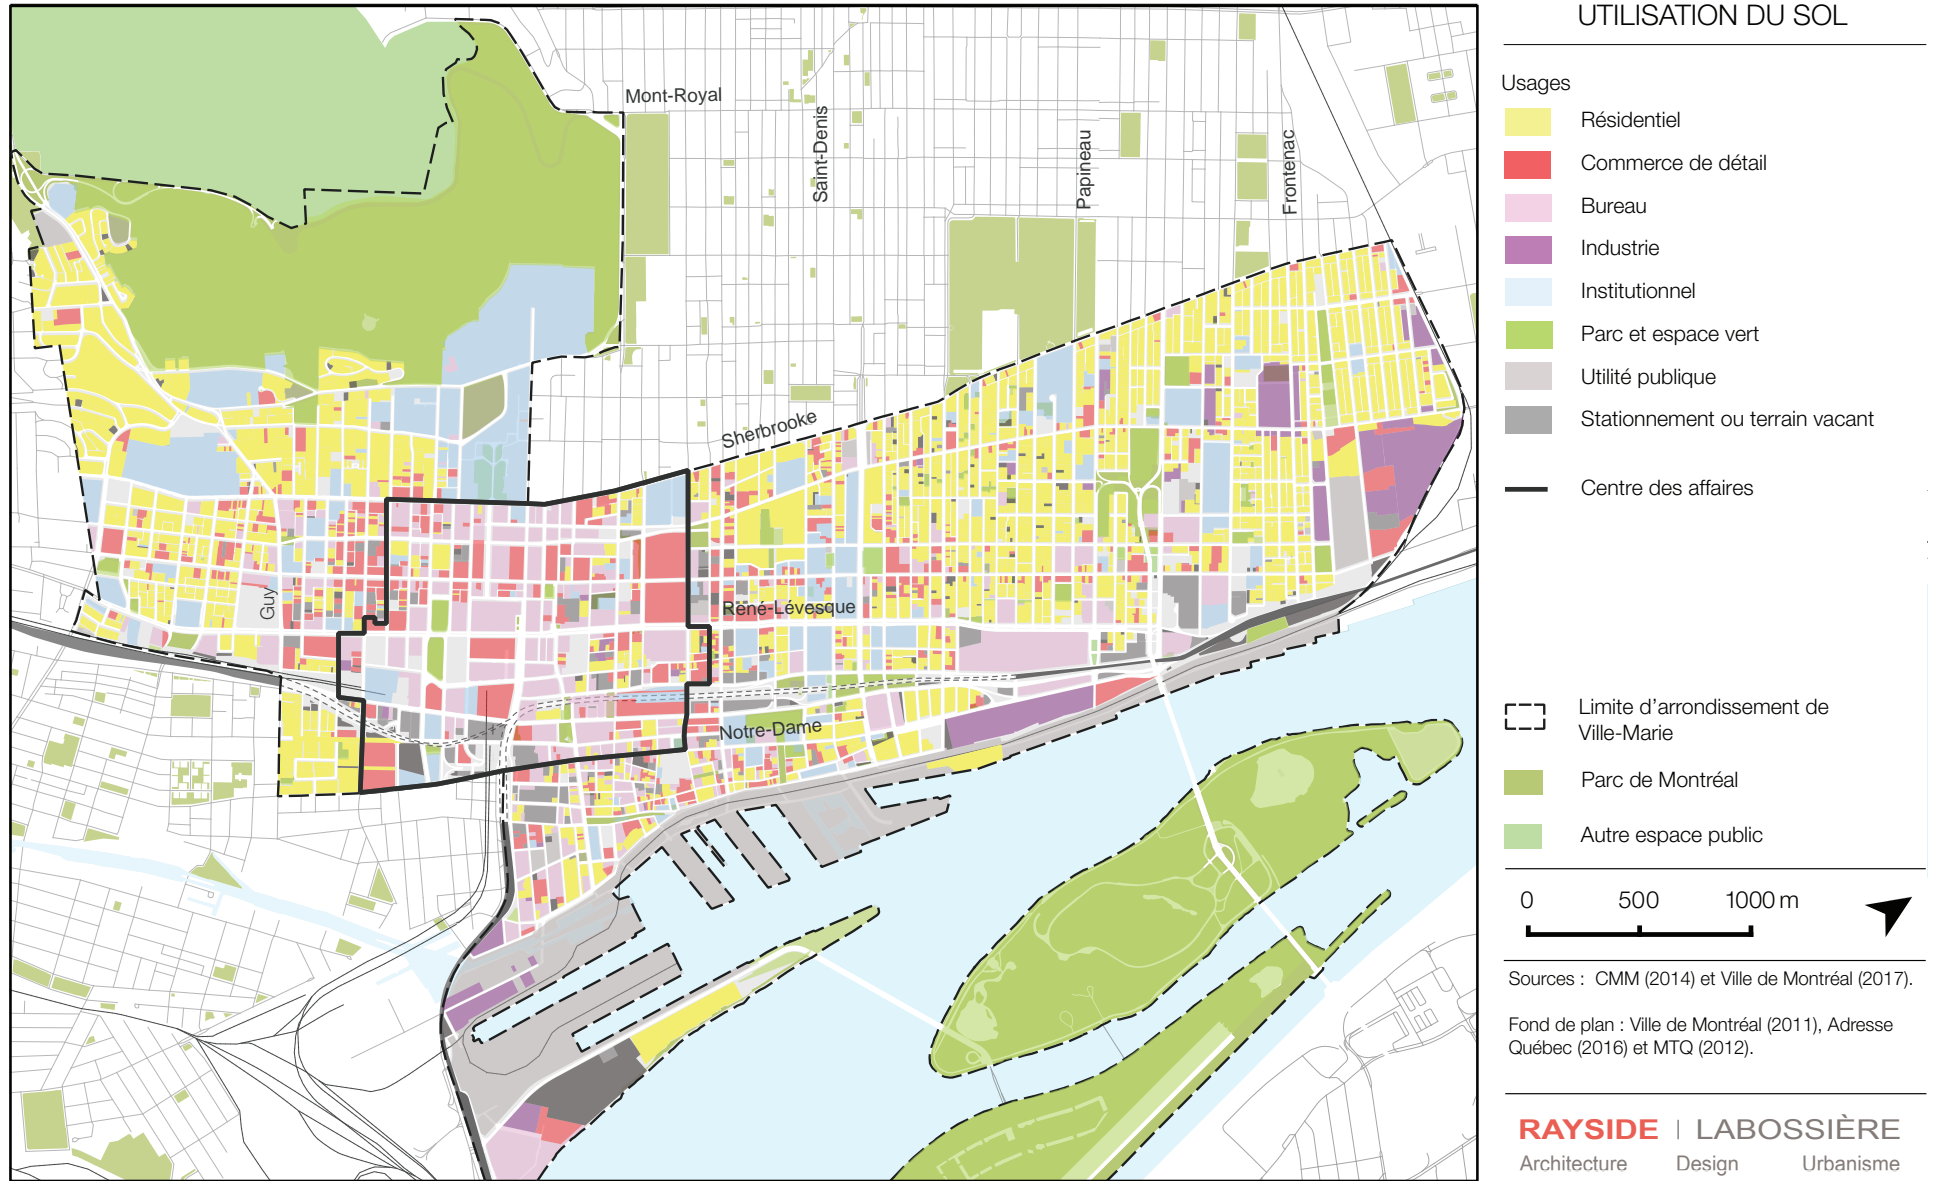 UTILISATION DU SOL
Usages
Résidentiel
Commerce de détail
Bureau
Industrie
Institutionnel
Parc et espace vert
Utilité publique
Stationnement ou terrain vacant
Centre des affaires
Limite d'arrondissement de
Ville-Marie
Parc de Montréal
Autre espace public
0 500 1000 m
Sources : CMM (2014) et Ville de Montréal (2017).
Fond de plan : Ville de Montréal (2011), Adresse
Québec (2016) et MTQ (2012).
RAYSIDE | LABOSSIÈRE
Architecture Design Urbanisme
Mont-Royal
Saint-Denis
Papineau
Frontenac
Sherbrooke
Guy
René-Lévesque
Notre-Dame